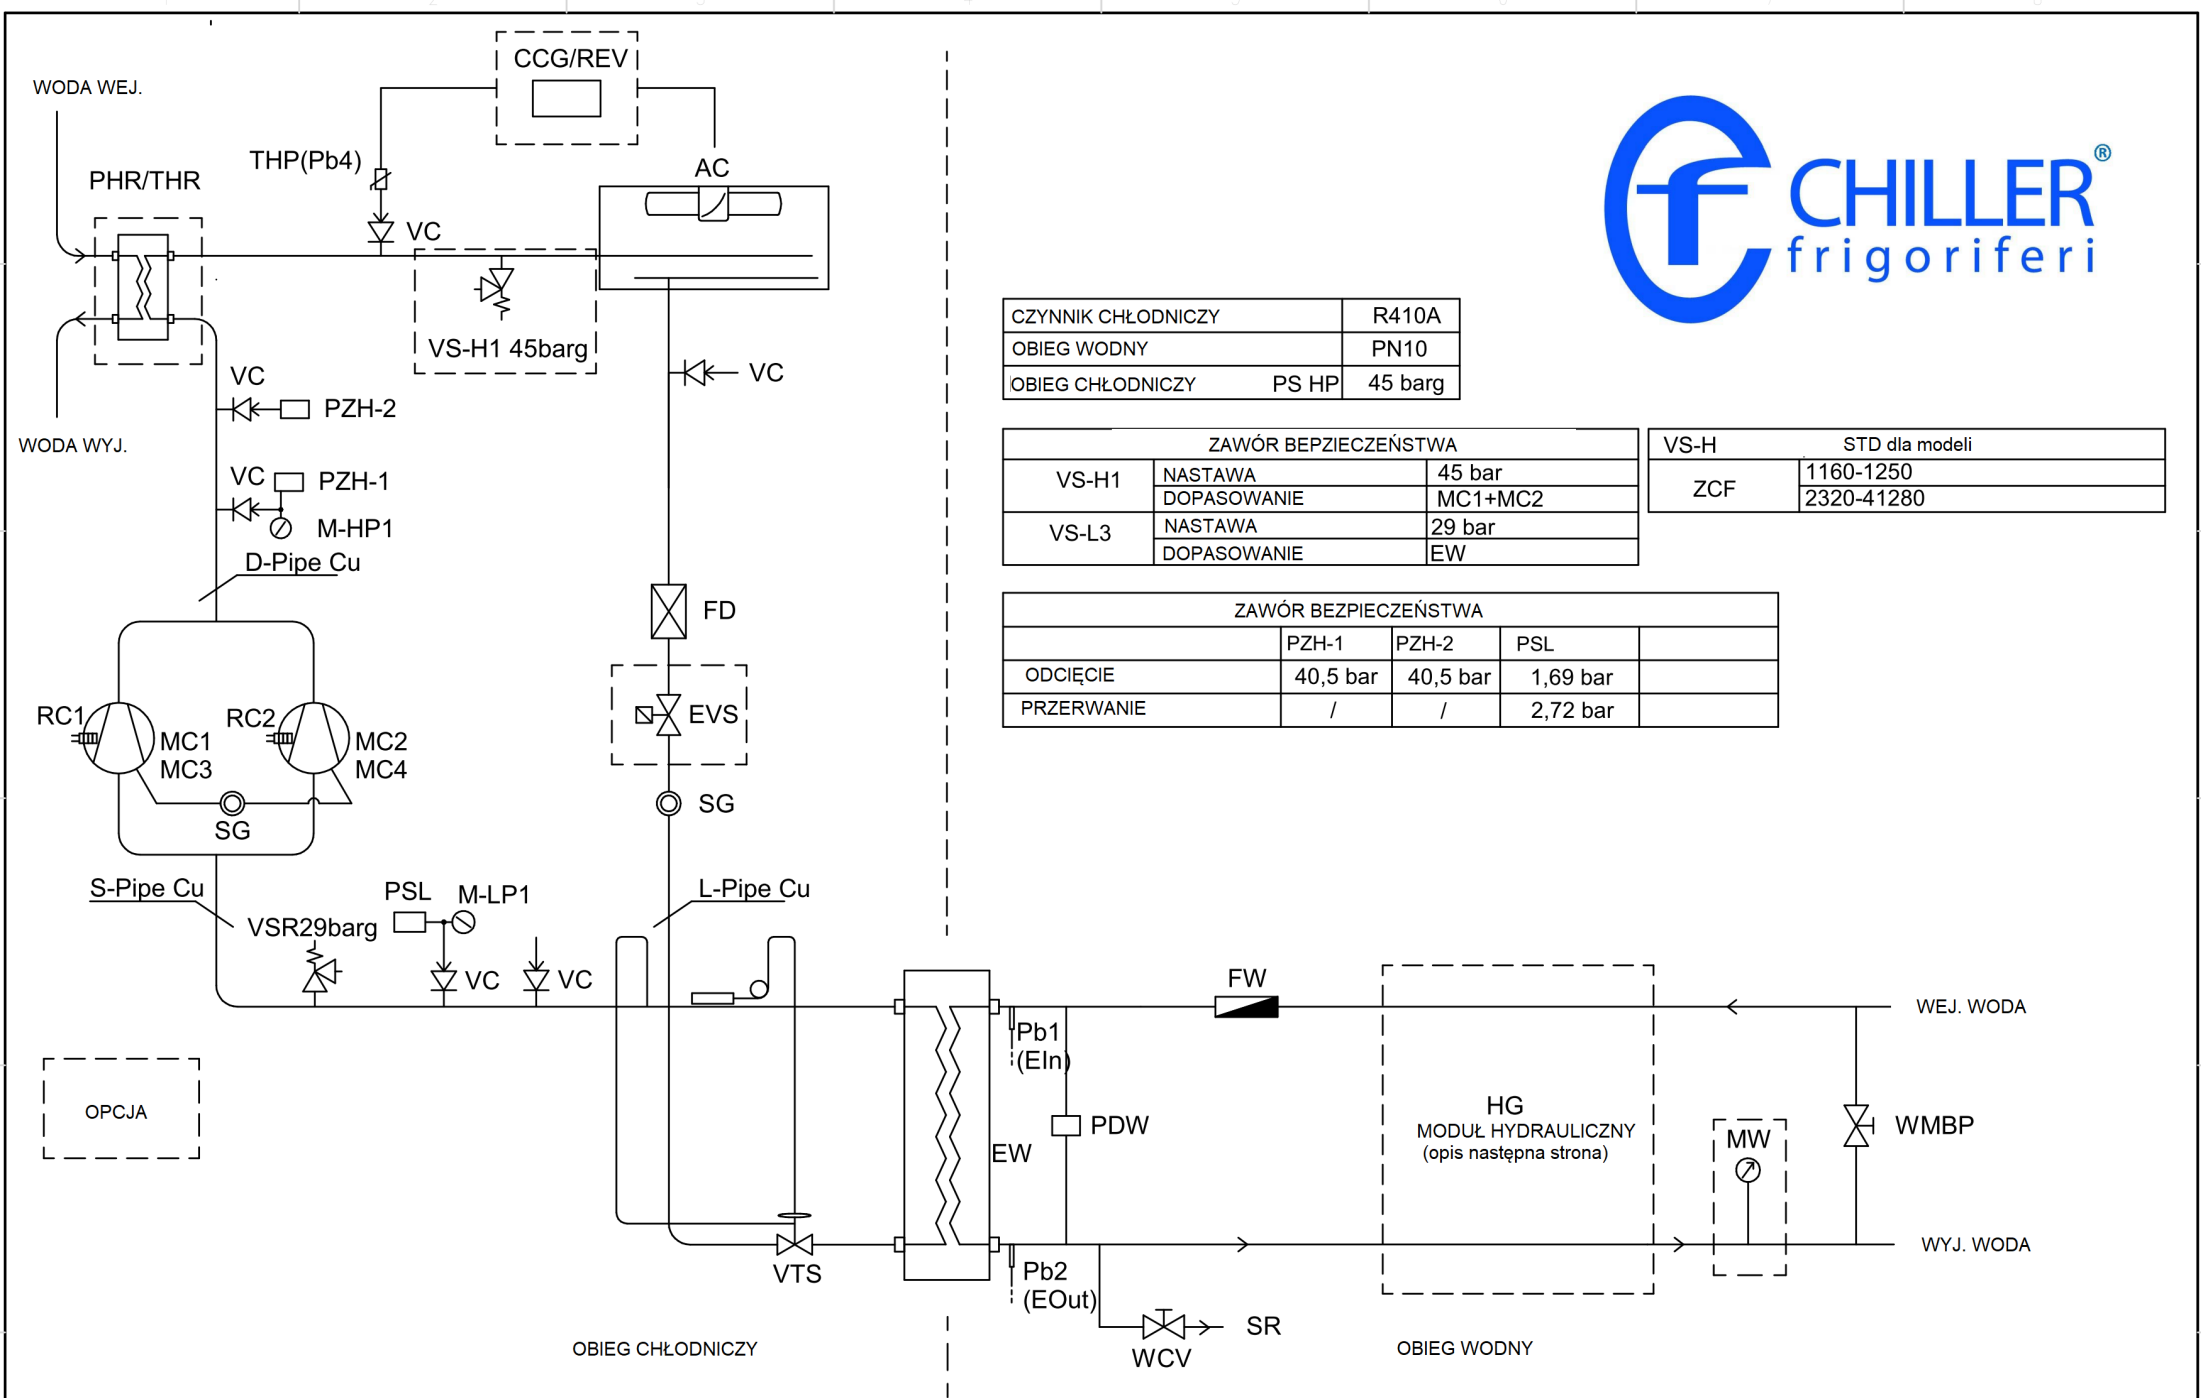 CCG/REV
WODA WEJ.
THP(Pb4)
AC
PHR/THR
VC
VS-H1 45barg
VC
VC
PZH-2
WODA WYJ.
VC
PZH-1
M-HP1
D-Pipe Cu
FD
RC1
RC2
EVS
MC1
MC3
MC2
MC4
SG
SG
S-Pipe Cu
PSL
M-LP1
L-Pipe Cu
VSR29barg
VC
VC
OPCJA
VTS
EW
OBIEG CHŁODNICZY
CHILLER®
frigoriferi
CZYNNIK CHŁODNICZY R410A
OBIEG WODNY PN10
OBIEG CHŁODNICZY PS HP 45 barg
ZAWÓR BEPZIECZEŃSTWA
VS-H1 NASTAWA 45 bar
DOPASOWANIE MC1+MC2
VS-L3 NASTAWA 29 bar
DOPASOWANIE EW
VS-H STD dla modeli
ZCF 1160-1250
2320-41280
ZAWÓR BEZPIECZEŃSTWA
PZH-1 PZH-2 PSL
ODCIĘCIE 40,5 bar 40,5 bar 1,69 bar
PRZERWANIE / / 2,72 bar
FW
WEJ. WODA
Pb1
(EIn)
PDW
HG
MODUŁ HYDRAULICZNY
(opis następna strona)
MW
WMBP
WYJ. WODA
Pb2
(EOut)
SR
WCV
OBIEG WODNY